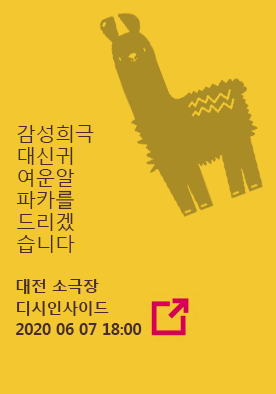 감성희극
대신귀
여운알
파카를
드리겠
습니다
대전 소극장
디시인사이드
2020 06 07 18:00